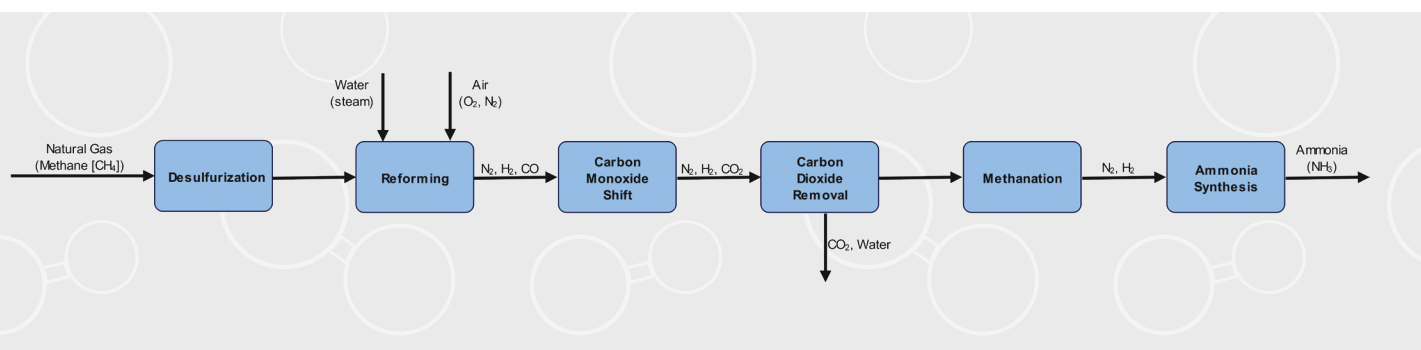 Water
(steam)
Air
(O₂, N₂)
Natural Gas
(Methane [CH₄])
Desulfurization
Reforming
N₂, H₂, CO
Carbon
Monoxide
Shift
N₂, H₂, CO₂
Carbon
Dioxide
Removal
CO₂, Water
Methanation
N₂, H₂
Ammonia
Synthesis
Ammonia
(NH₃)